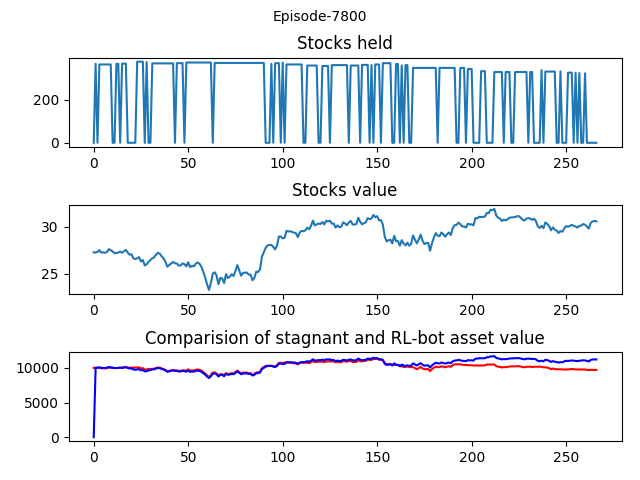 Episode-7800
Stocks held
200
0
0 50 100 150 200 250
Stocks value
30
25
0 50 100 150 200 250
Comparision of stagnant and RL-bot asset value
10000
5000
0
0 50 100 150 200 250